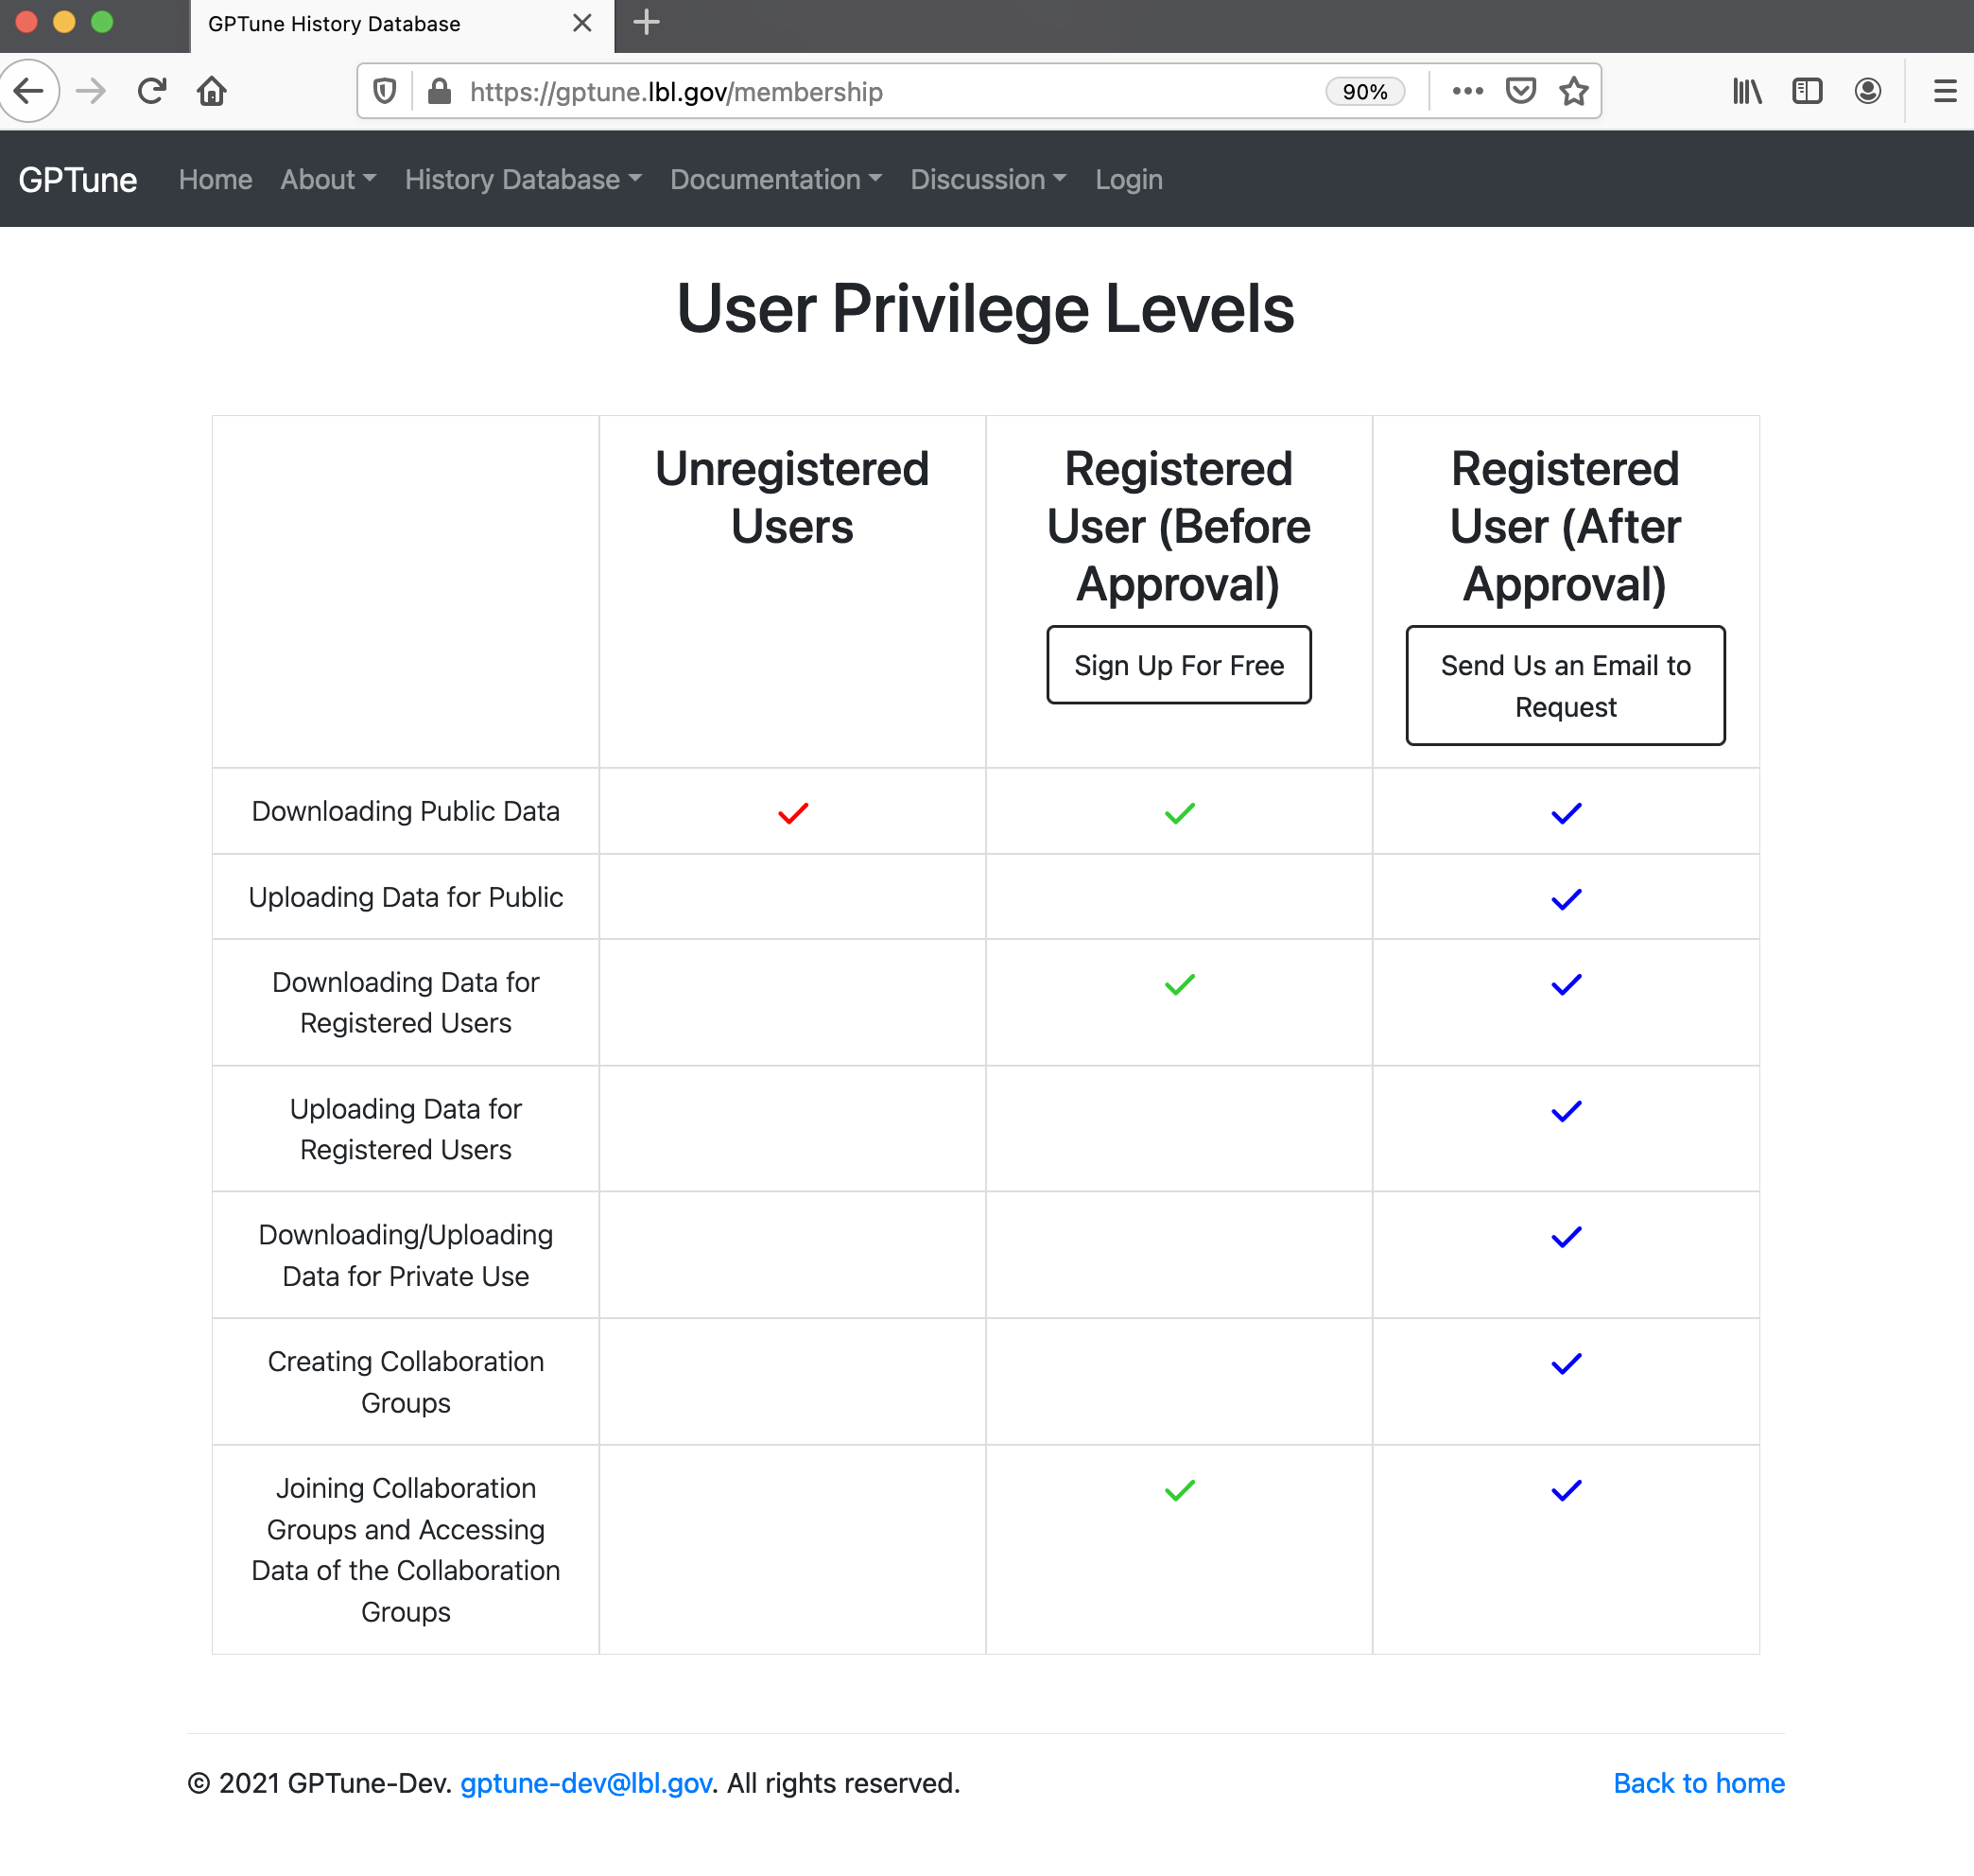 GPTune History Database
https://gptune.lbl.gov/membership
90%
GPTune Home About History Database Documentation Discussion Login
User Privilege Levels
Unregistered
Users
Registered
User (Before
Approval)
Sign Up For Free
Registered
User (After
Approval)
Send Us an Email to
Request
Downloading Public Data
Uploading Data for Public
Downloading Data for
Registered Users
Uploading Data for
Registered Users
Downloading/Uploading
Data for Private Use
Creating Collaboration
Groups
Joining Collaboration
Groups and Accessing
Data of the Collaboration
Groups
© 2021 GPTune-Dev. gptune-dev@lbl.gov. All rights reserved.
Back to home